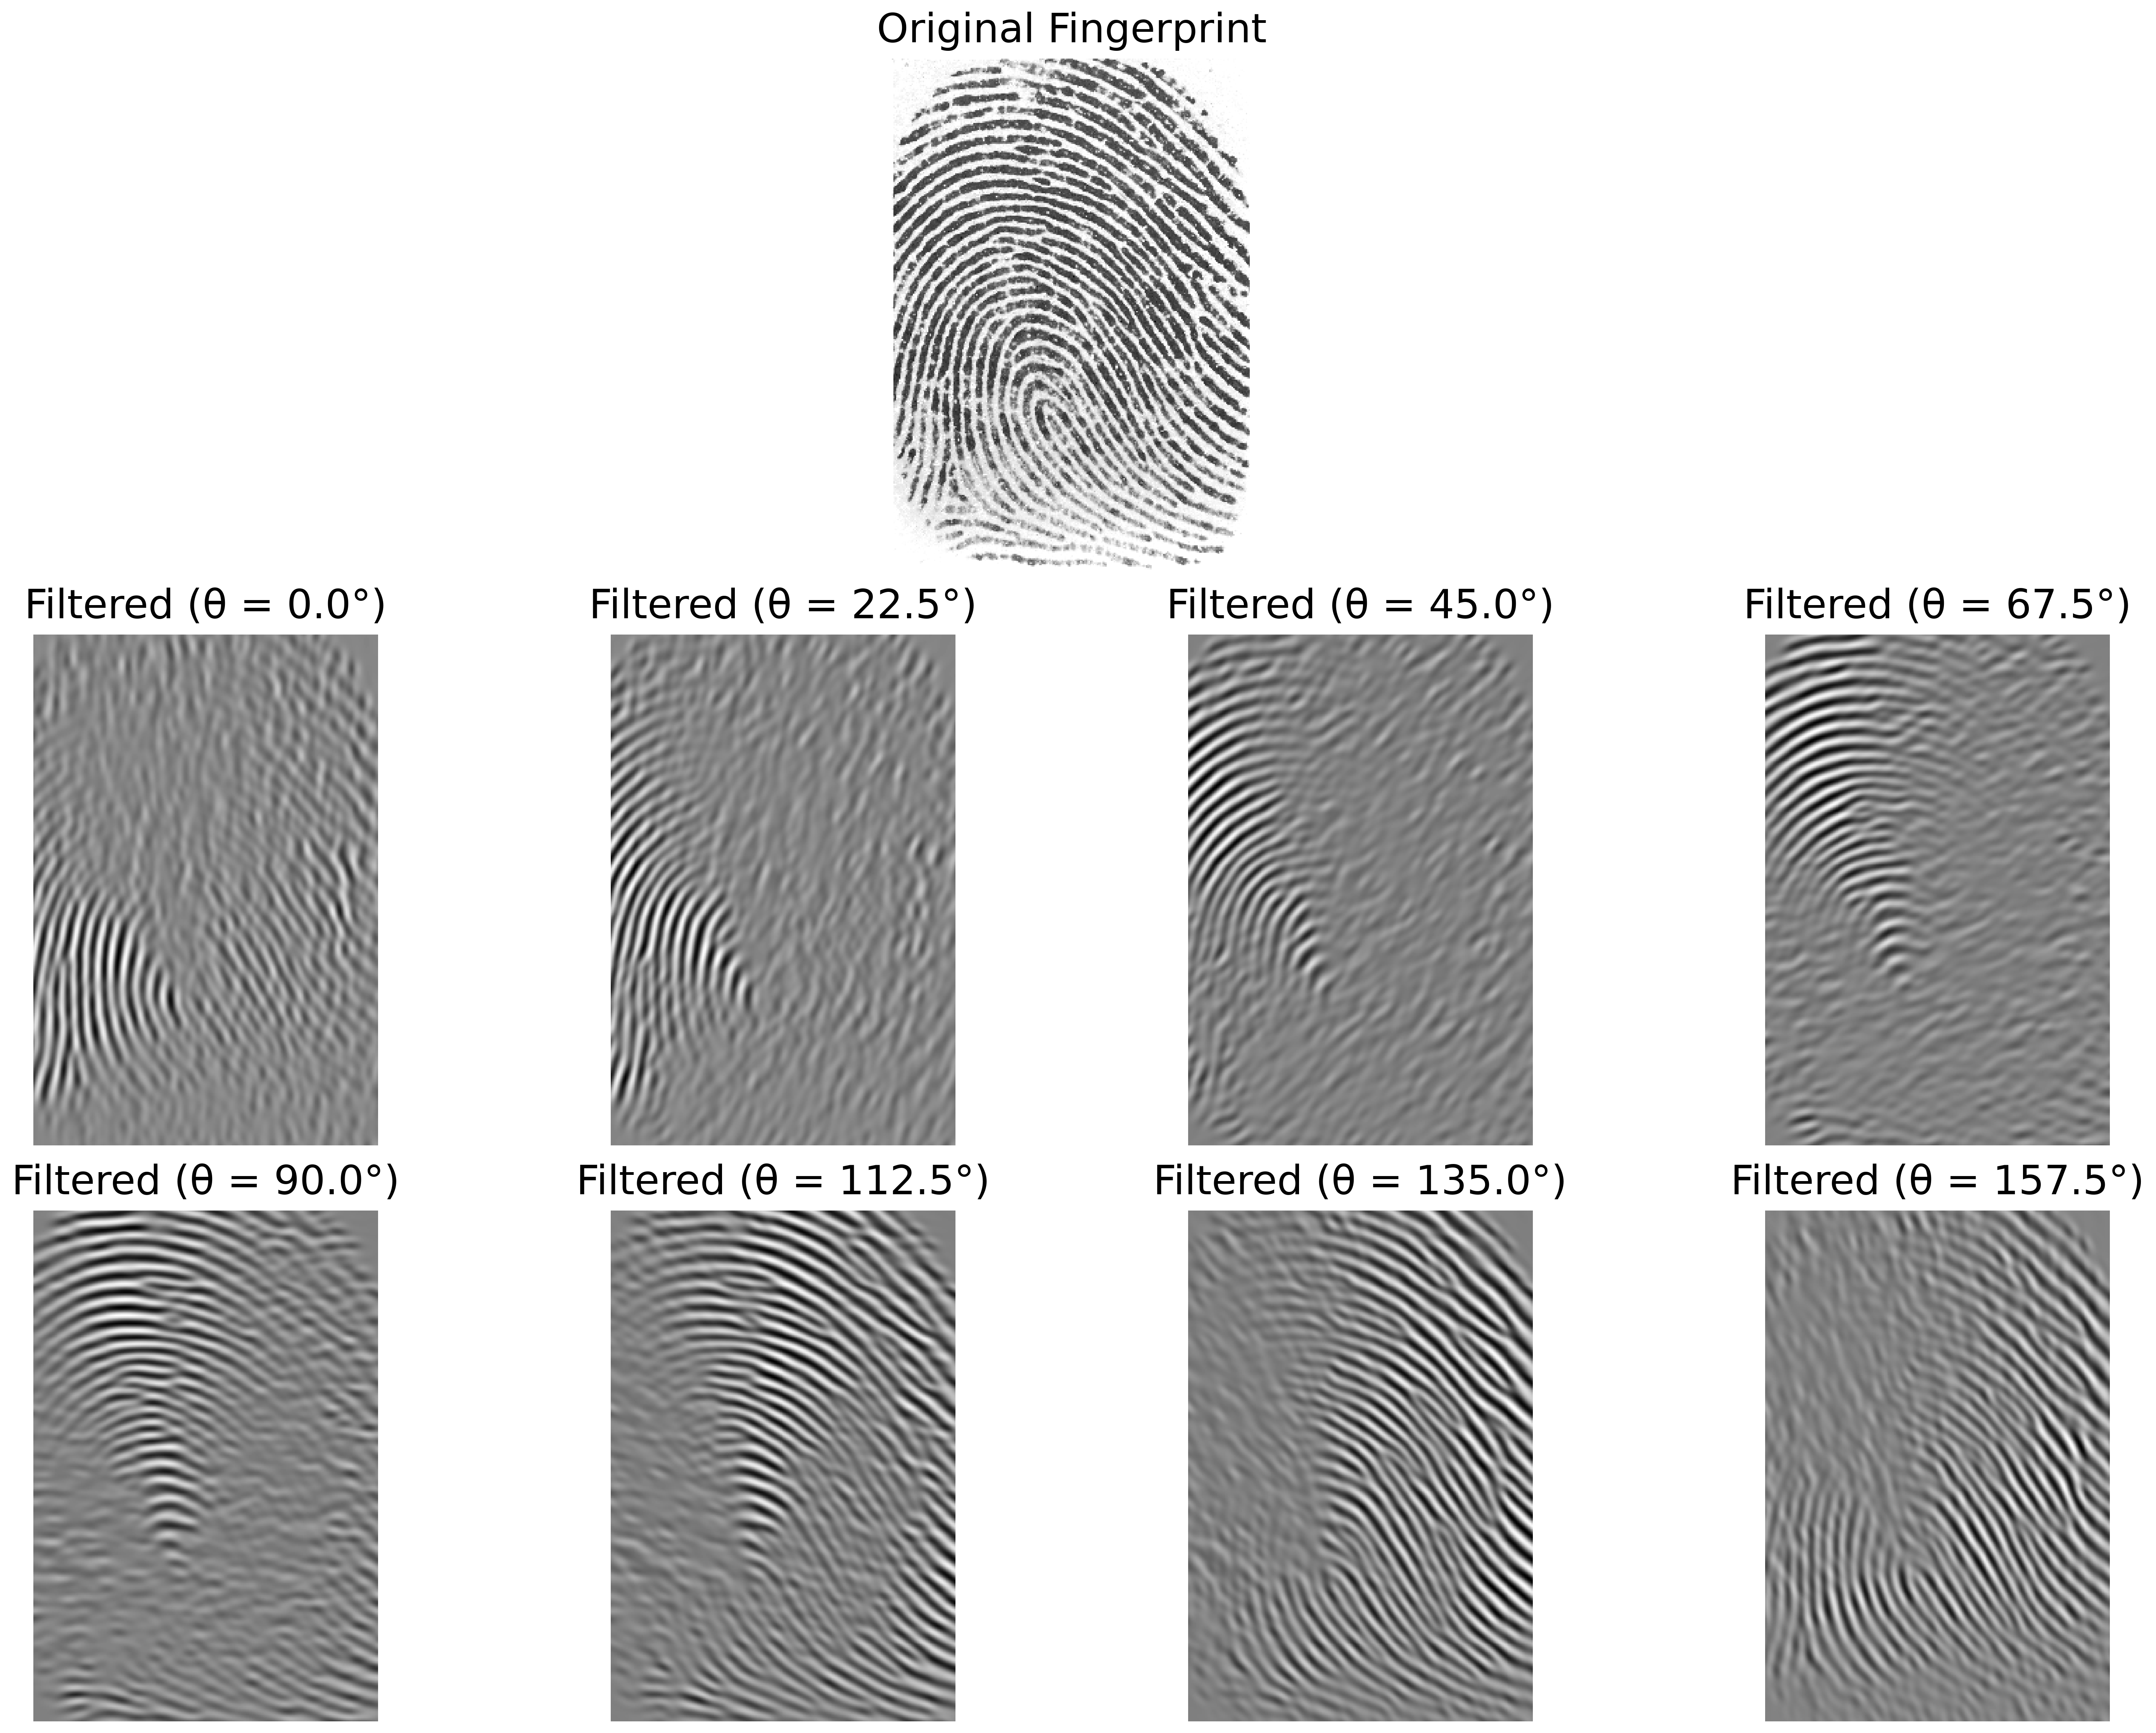 Original Fingerprint
Filtered (θ = 0.0°)
Filtered (θ = 22.5°)
Filtered (θ = 45.0°)
Filtered (θ = 67.5°)
Filtered (θ = 90.0°)
Filtered (θ = 112.5°)
Filtered (θ = 135.0°)
Filtered (θ = 157.5°)